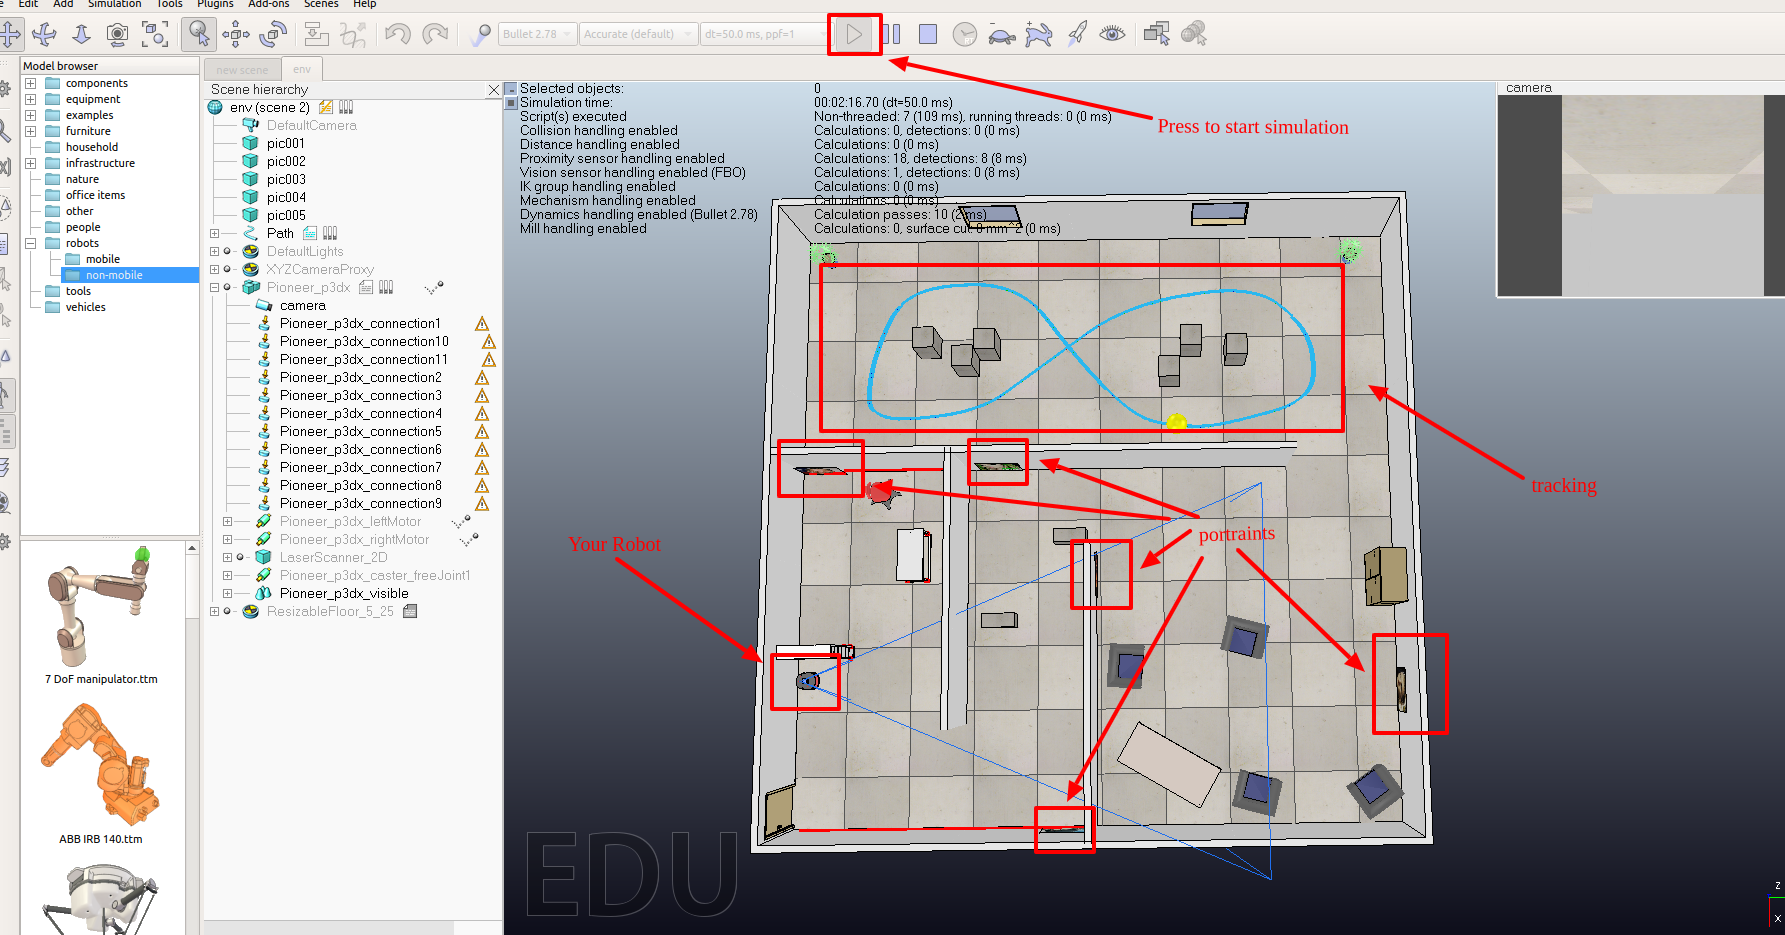 Edit Add Simulation Tools Plugins Add-ons Scenes Help
Bullet 2.78 Accurate (default) dt=50.0 ms, ppf=1
Model browser
components
equipment
examples
furniture
household
infrastructure
nature
office items
other
people
robots
mobile
non-mobile
tools
vehicles
7 DoF manipulator.ttm
ABB IRB 140.ttm
new scene env
Scene hierarchy
env (scene 2)
DefaultCamera
pic001
pic002
pic003
pic004
pic005
Path
DefaultLights
XYZCameraProxy
Pioneer_p3dx
camera
Pioneer_p3dx_connection1
Pioneer_p3dx_connection10
Pioneer_p3dx_connection11
Pioneer_p3dx_connection2
Pioneer_p3dx_connection3
Pioneer_p3dx_connection4
Pioneer_p3dx_connection5
Pioneer_p3dx_connection6
Pioneer_p3dx_connection7
Pioneer_p3dx_connection8
Pioneer_p3dx_connection9
Pioneer_p3dx_leftMotor
Pioneer_p3dx_rightMotor
LaserScanner_2D
Pioneer_p3dx_caster_freeJoint1
Pioneer_p3dx_visible
ResizableFloor_5_25
Selected objects: 0
Simulation time: 00:02:16.70 (dt=50.0 ms)
Script(s) executed Non-threaded: 7 (109 ms), running threads: 0 (0 ms)
Collision handling enabled Calculations: 0, detections: 0 (0 ms)
Distance handling enabled Calculations: 0 (0 ms)
Proximity sensor handling enabled Calculations: 18, detections: 8 (8 ms)
Vision sensor handling enabled (FBO) Calculations: 1, detections: 0 (8 ms)
IK group handling enabled Calculations: 0 (0 ms)
Mechanism handling enabled Calculations: 0 (0 ms)
Dynamics handling enabled (Bullet 2.78) Calculation passes: 10 (2 ms)
Mill handling enabled Calculations: 0, surface cut: 0 mm^2 (0 ms)
camera
Press to start simulation
tracking
Your Robot
portraints
EDU
z
x